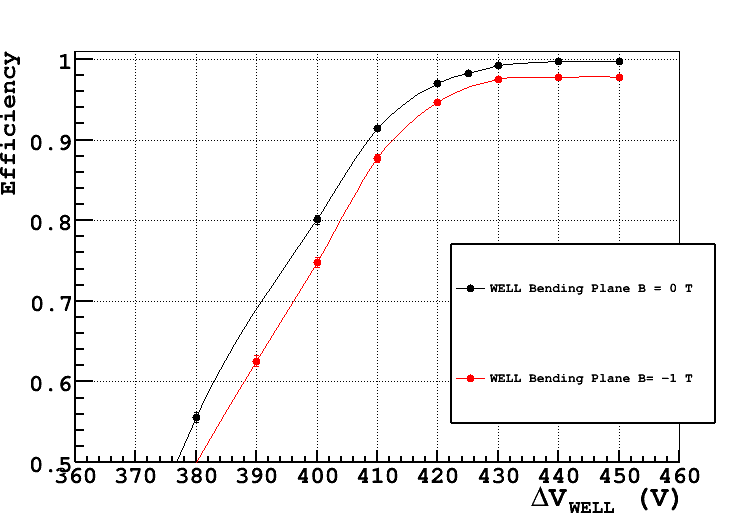 Efficiency
1
0.9
0.8
0.7
0.6
0.5
WELL Bending Plane B = 0 T
WELL Bending Plane B= -1 T
360 370 380 390 400 410 420 430 440 450 460
ΔV_WELL (V)